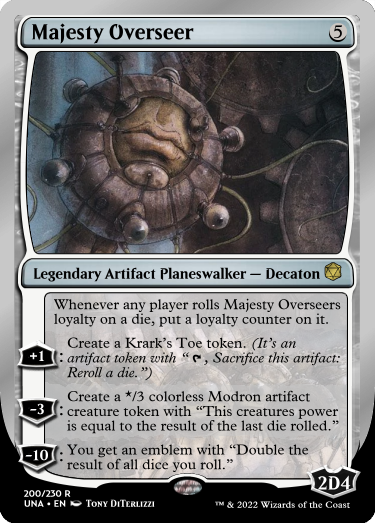 Majesty Overseer 5
Legendary Artifact Planeswalker — Decaton
Whenever any player rolls Majesty Overseers
loyalty on a die, put a loyalty counter on it.
+1: Create a Krark's Toe token. (It's an
artifact token with “T, Sacrifice this artifact:
Reroll a die.”)
-3: Create a */3 colorless Modron artifact
creature token with “This creatures power
is equal to the result of the last die rolled.”
-10: You get an emblem with “Double the
result of all dice you roll.”
2D4
200/230 R
UNA • EN Tony DiTerlizzi
™ & 2022 Wizards of the Coast